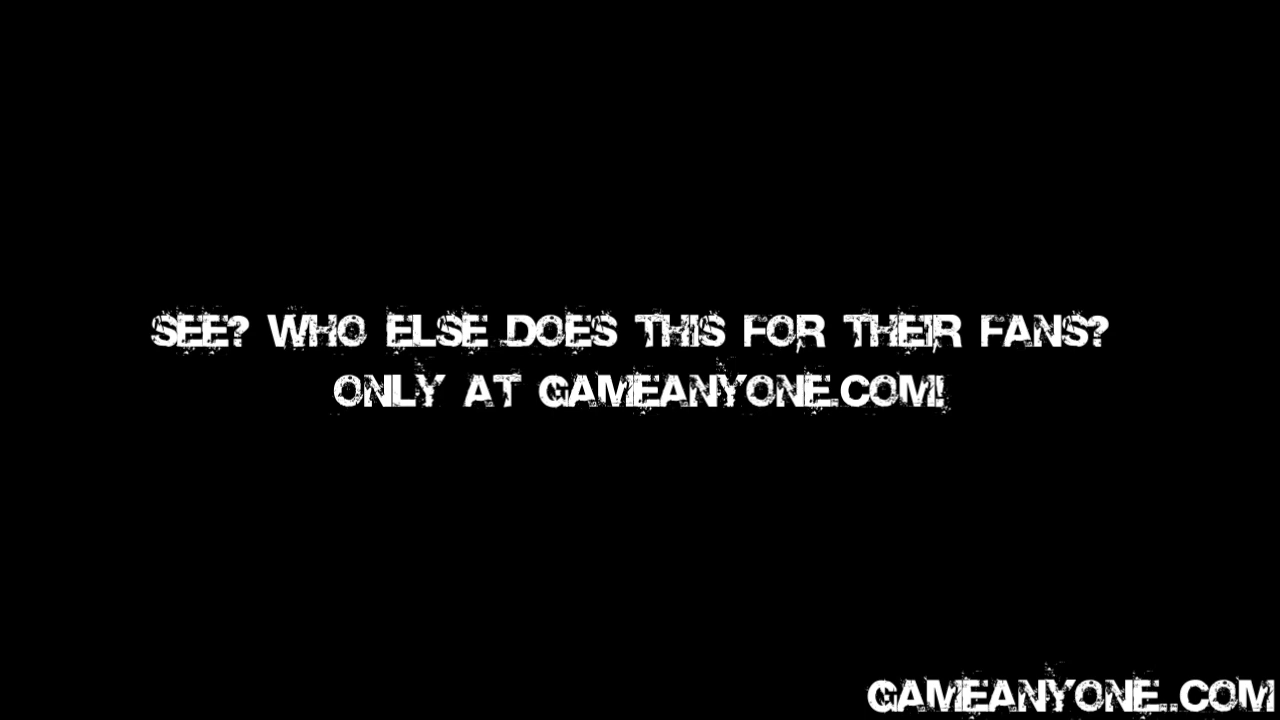 SEE? WHO ELSE DOES THIS FOR THEIR FANS?
ONLY AT GAMEANYONE.COM!
GAMEANYONE..COM